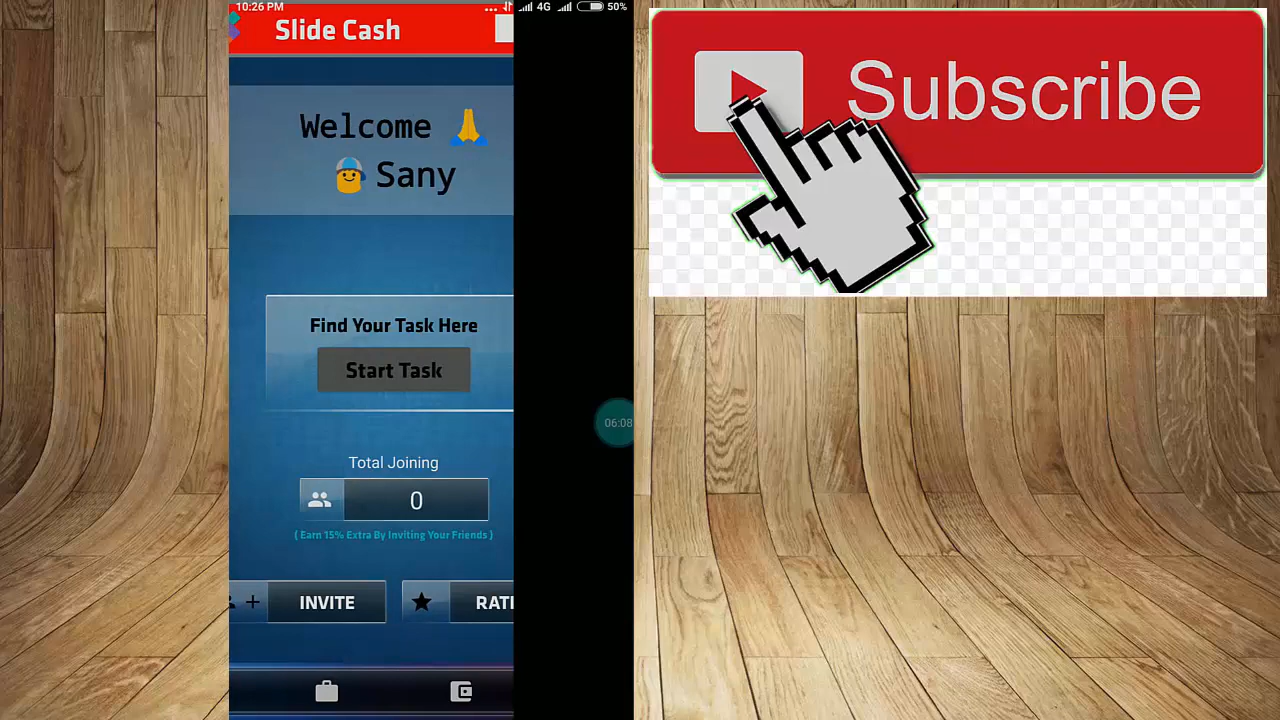 10:26 PM ... 4G 50%
Slide Cash
Welcome 🙏
Sany
Find Your Task Here
Start Task
06:08
Total Joining
0
( Earn 15% Extra By Inviting Your Friends )
INVITE
Subscribe